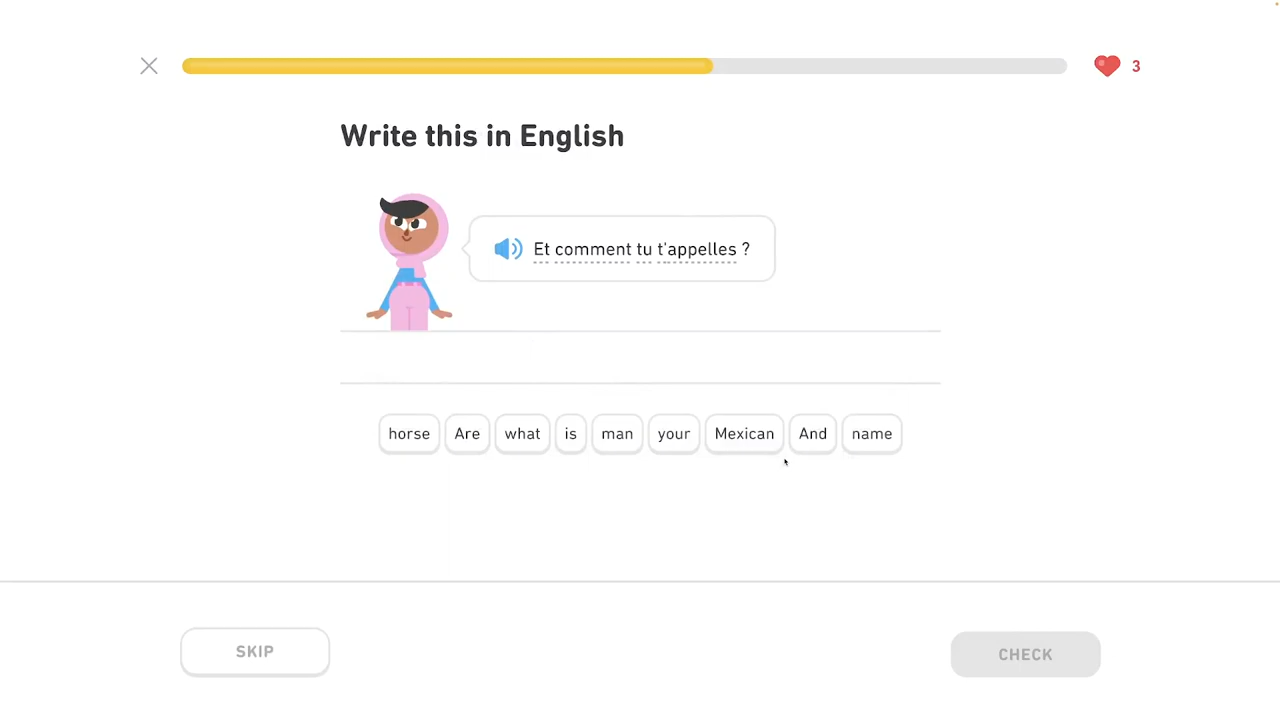 3
Write this in English
Et comment tu t'appelles ?
horse Are what is man your Mexican And name
SKIP CHECK